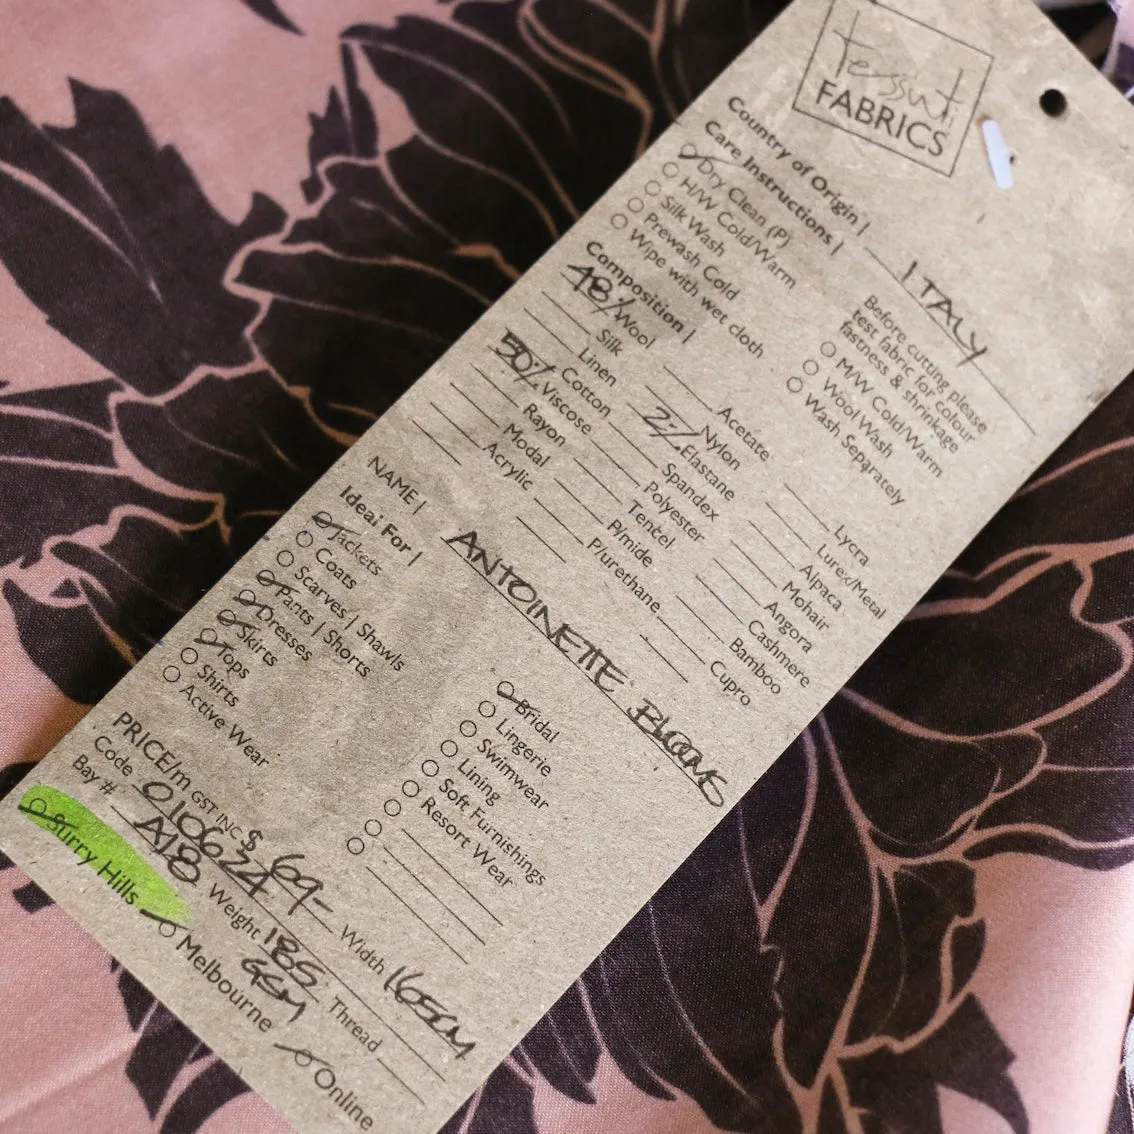 tessuti
FABRICS
Country of Origin | ITALY
Care Instructions |
Dry Clean (P)
H/W Cold/Warm
Silk Wash
Prewash Cold
Wipe with wet cloth
Before cutting please
test fabric for colour
fastness & shrinkage
M/W Cold/Warm
Wool Wash
Wash Separately
Composition |
48% Wool
Silk
Linen
Cotton
50% Viscose
Rayon
Modal
Acrylic
Acetate
Nylon
2% Elastane
Spandex
Polyester
Tencel
P/mide
P/urethane
Lycra
Lurex/Metal
Alpaca
Mohair
Angora
Cashmere
Bamboo
Cupro
NAME | ANTOINETTE BLOOMS
Ideal For |
Jackets
Coats
Scarves | Shawls
Pants | Shorts
Dresses
Skirts
Tops
Shirts
Active Wear
Bridal
Lingerie
Swimwear
Lining
Soft Furnishings
Resort Wear
PRICE/m GST INC $ 69- Width 165CM
Code 010624 Weight 185 GSM Thread
Bay # A18
Surry Hills Melbourne Online